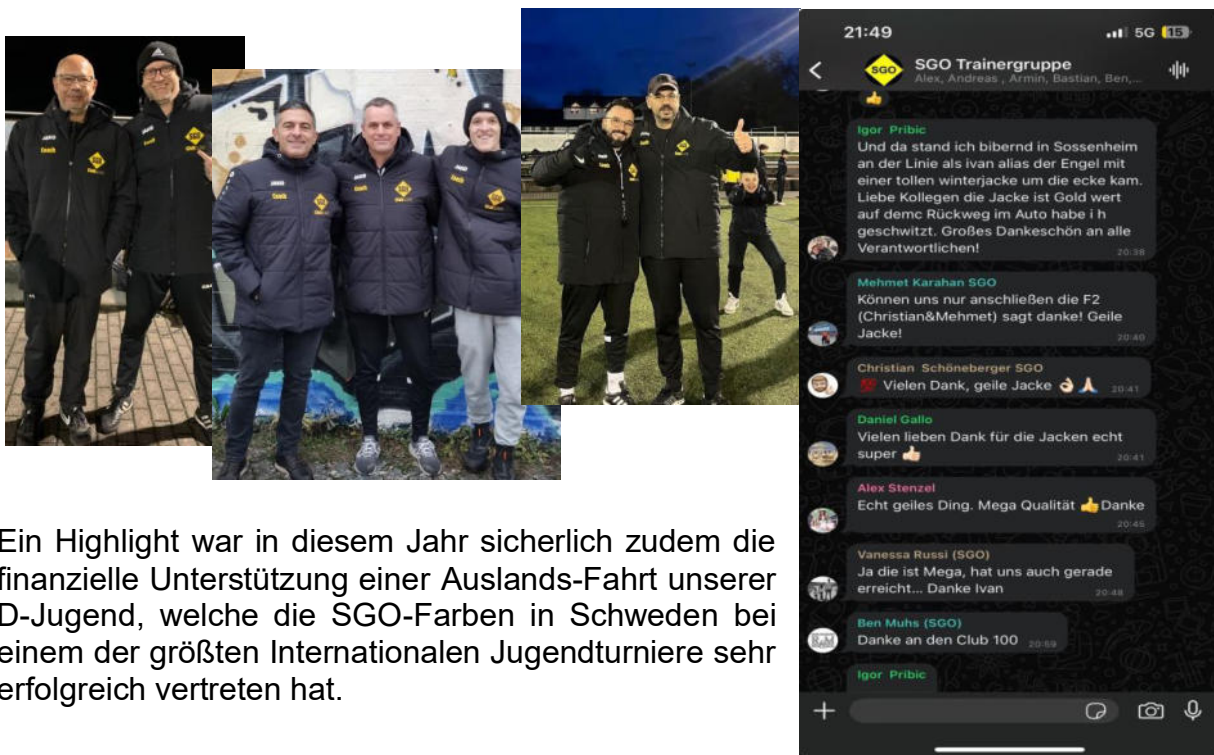 21:49
5G
15
SGO
SGO Trainergruppe
Alex, Andreas , Armin, Bastian, Ben,...
Igor Pribic
Und da stand ich bibernd in Sossenheim
an der Linie als ivan alias der Engel mit
einer tollen winterjacke um die ecke kam.
Liebe Kollegen die Jacke ist Gold wert
auf demc Rückweg im Auto habe i h
geschwitzt. Großes Dankeschön an alle
Verantwortlichen!
20:38
Mehmet Karahan SGO
Können uns nur anschließen die F2
(Christian&Mehmet) sagt danke! Geile
Jacke!
20:40
Christian Schöneberger SGO
💯 Vielen Dank, geile Jacke 👌🏻 🙏🏻 20:41
Daniel Gallo
Vielen lieben Dank für die Jacken echt
super 👍🏻
20:41
Alex Stenzel
Echt geiles Ding. Mega Qualität 👍Danke
20:45
Vanessa Russi (SGO)
Ja die ist Mega, hat uns auch gerade
erreicht... Danke Ivan
20:48
Ben Muhs (SGO)
Danke an den Club 100 20:59
Igor Pribic
Ein Highlight war in diesem Jahr sicherlich zudem die
finanzielle Unterstützung einer Auslands-Fahrt unserer
D-Jugend, welche die SGO-Farben in Schweden bei
einem der größten Internationalen Jugendturniere sehr
erfolgreich vertreten hat.